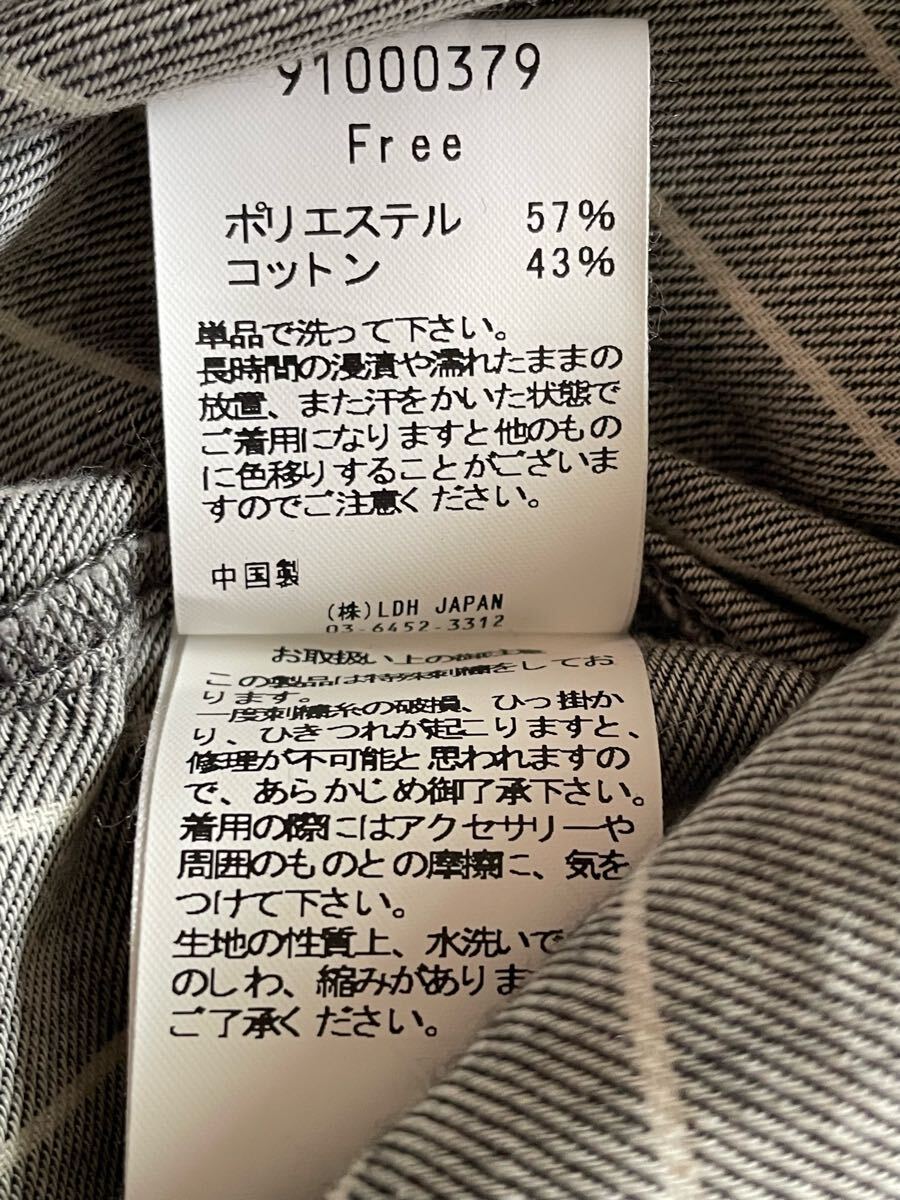 91000379
Free
ポリエステル 57%
コットン 43%
単品で洗って下さい。
長時間の浸漬や濡れたままの
放置、また汗をかいた状態で
ご着用になりますと他のもの
に色移りすることがございま
すのでご注意ください。
中国製
(株)LDH JAPAN
03-6452-3312
お取扱い上の御注意
この製品は特殊刺繍をしてお
ります。
一度刺繍糸の破損、ひっ掛か
り、ひきつれが起こりますと、
修理が不可能と思われますの
で、あらかじめ御了承下さい。
着用の際にはアクセサリーや
周囲のものとの摩擦に、気を
つけて下さい。
生地の性質上、水洗いで
のしわ、縮みがありま
ご了承ください。